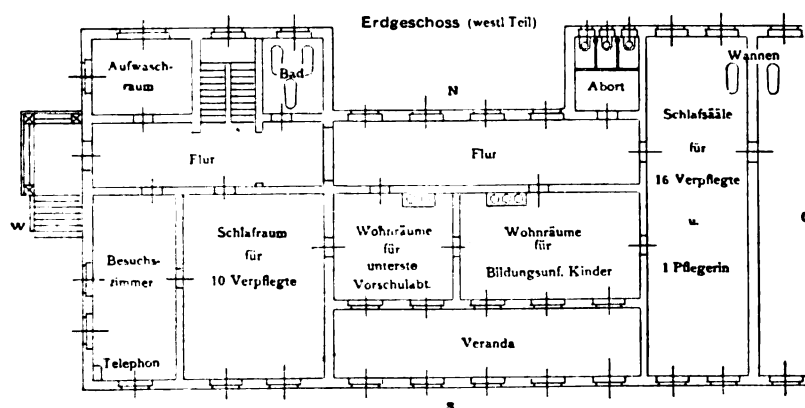 Erdgeschoss (westl Teil)
Aufwasch-
raum
Bad
Abort
Wannen
N
Flur
Flur
Schlafsääle
für
16 Verpflegte
u.
1 Pflegerin
W
Besuchs-
zimmer
Telephon
Schlafraum
für
10 Verpflegte
Wohnräume
für
unterste
Vorschulabt.
Wohnräume
für
Bildungsunf. Kinder
Veranda
S